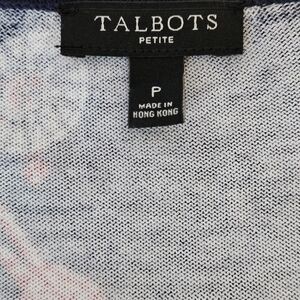 TALBOTS
PETITE
P
MADE IN
HONG KONG